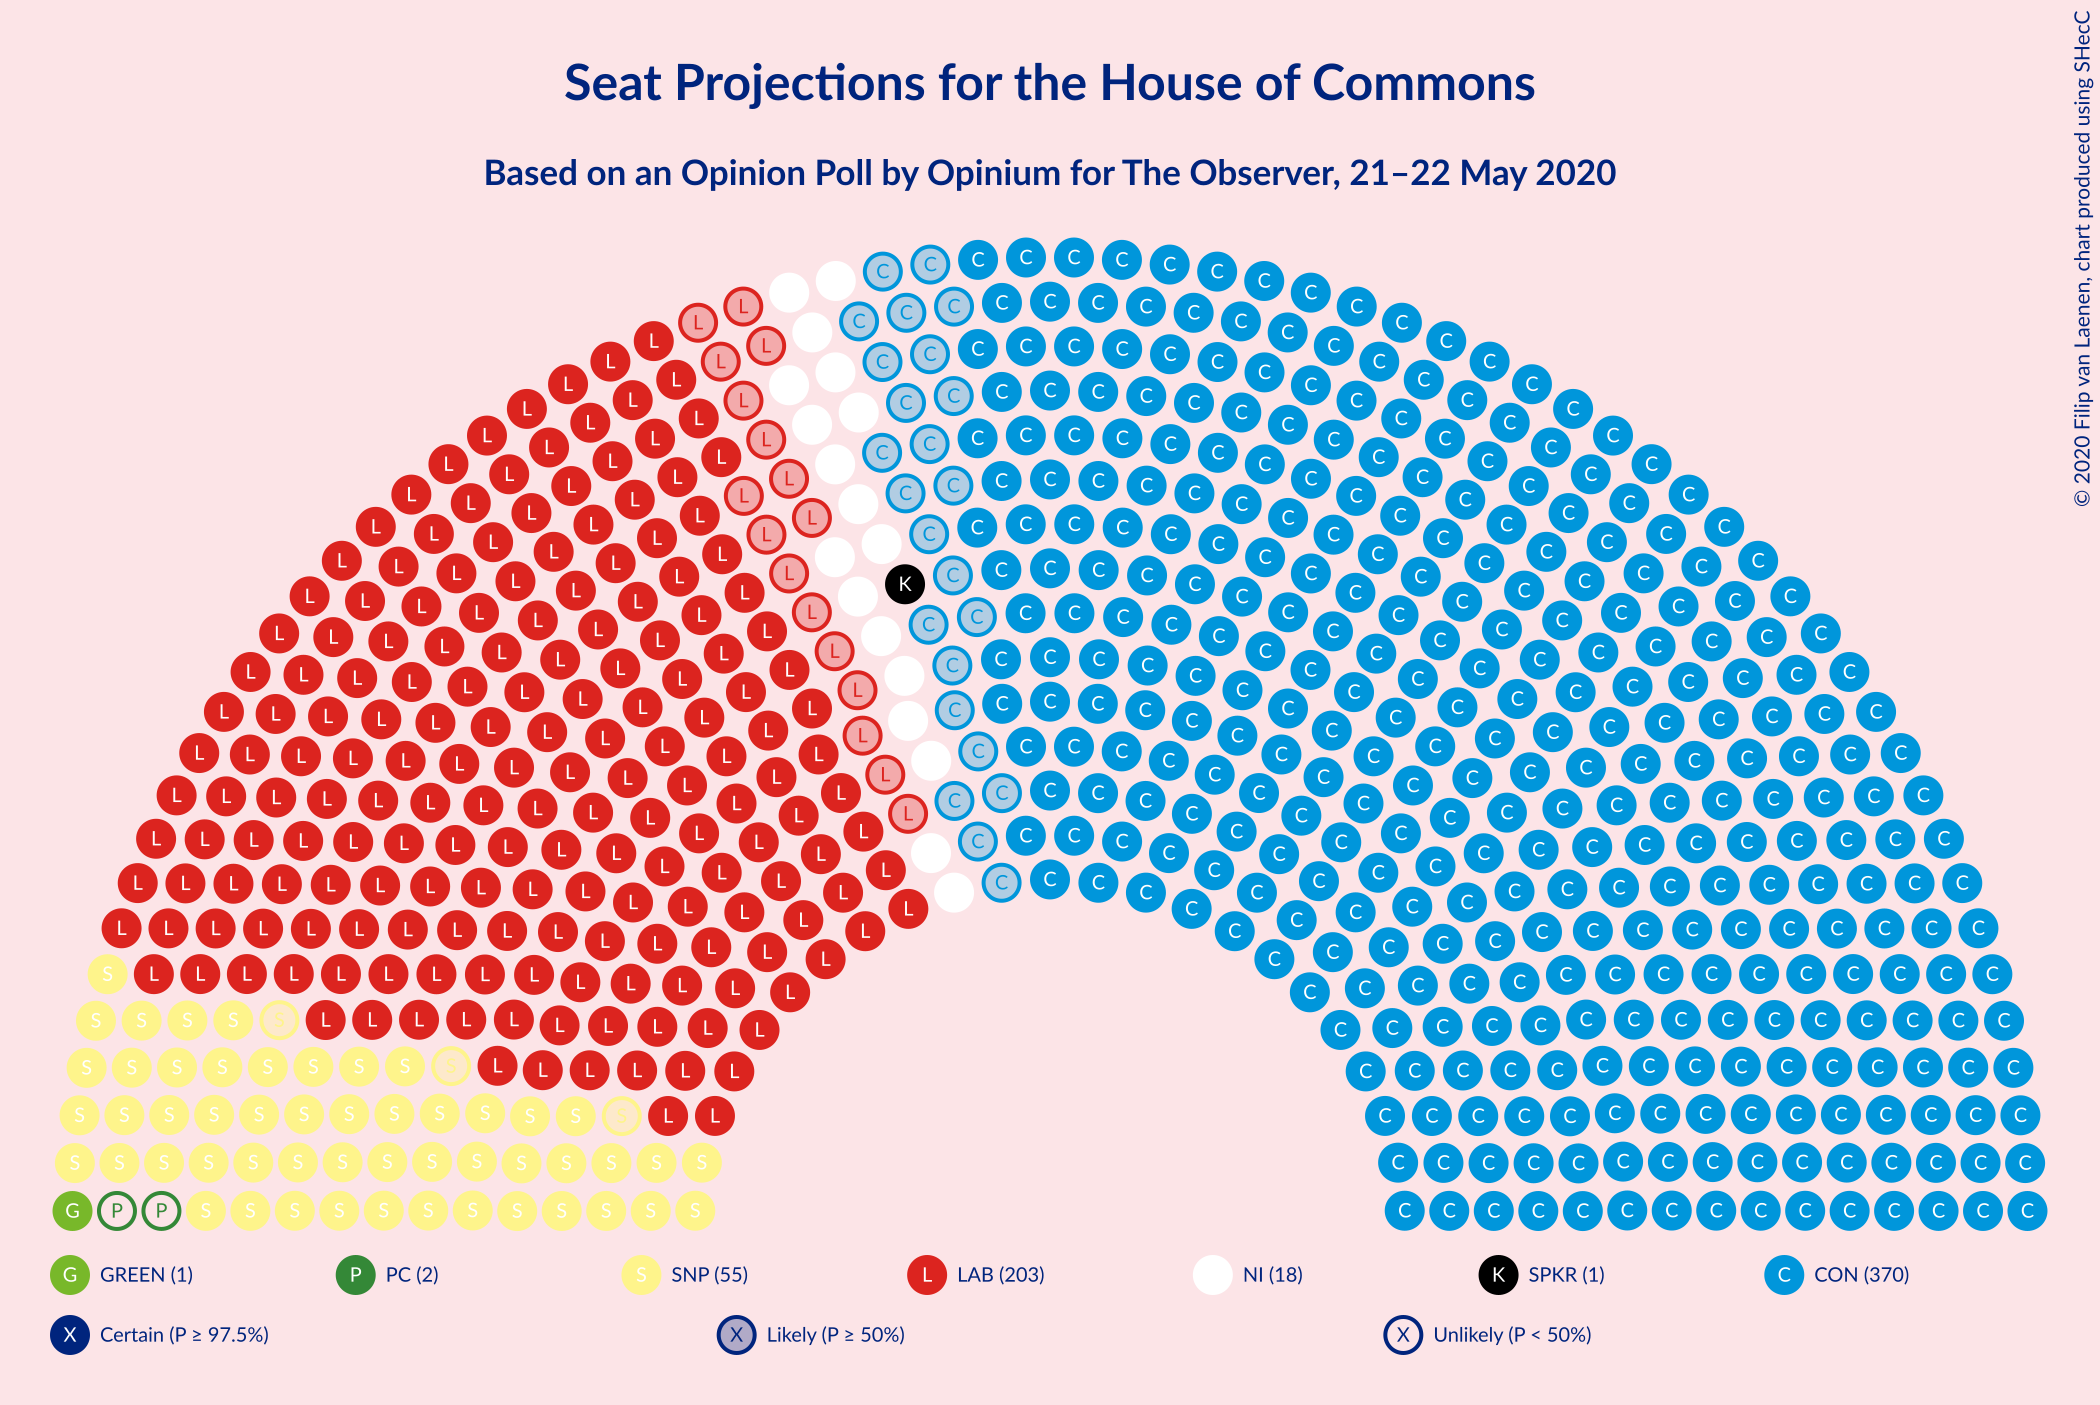 Seat Projections for the House of Commons
Based on an Opinion Poll by Opinium for The Observer, 21–22 May 2020
© 2020 Filip van Laenen, chart produced using SHecC
G GREEN (1) P PC (2) S SNP (55) L LAB (203) NI (18) K SPKR (1) C CON (370)
X Certain (P ≥ 97.5%) X Likely (P ≥ 50%) X Unlikely (P < 50%)